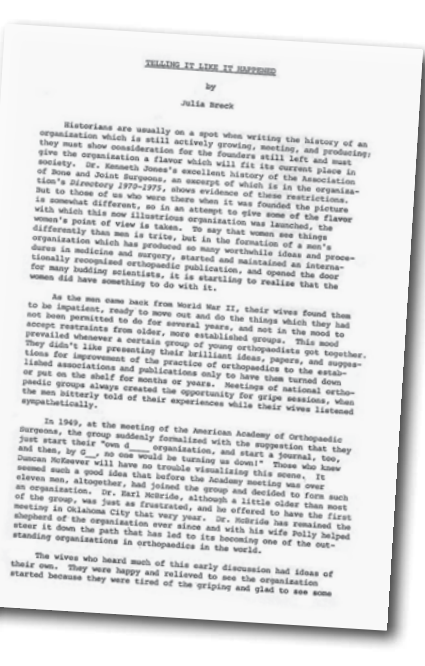 TELLING IT LIKE IT HAPPENED
by
Julia Breck
Historians are usually on a spot when writing the history of an
organization which is still actively growing, meeting, and producing;
they must show consideration for the founders still left and must
give the organization a flavor which will fit its current place in
society. Dr. Kenneth Jones's excellent history of the Association
of Bone and Joint Surgeons, an excerpt of which is in the organiza-
tion's Directory 1970-1975, shows evidence of these restrictions.
But to those of us who were there when it was founded the picture
is somewhat different, so in an attempt to give some of the flavor
with which this now illustrious organization was launched, the
women's point of view is taken. To say that women see things
differently than men is trite, but in the formation of a men's
organization which has produced so many worthwhile ideas and proce-
dures in medicine and surgery, started and maintained an interna-
tionally recognized orthopaedic publication, and opened the door
for many budding scientists, it is startling to realize that the
women did have something to do with it.
As the men came back from World War II, their wives found them
to be impatient, ready to move out and do the things which they had
not been permitted to do for several years, and not in the mood to
accept restraints from older, more established groups. This mood
prevailed whenever a certain group of young orthopaedists got together.
They didn't like presenting their brilliant ideas, papers, and sugges-
tions for improvement of the practice of orthopaedics to the estab-
lished associations and publications only to have them turned down
or put on the shelf for months or years. Meetings of national ortho-
paedic groups always created the opportunity for gripe sessions, when
the men bitterly told of their experiences while their wives listened
sympathetically.
In 1949, at the meeting of the American Academy of Orthopaedic
Surgeons, the group suddenly formalized with the suggestion that they
just start their "own d____ organization, and start a journal, too,
and then, by G__, no one would be turning us down!" Those who knew
Duncan McKeever will have no trouble visualizing this scene. It
seemed such a good idea that before the Academy meeting was over
eleven men, altogether, had joined the group and decided to form such
an organization. Dr. Earl McBride, although a little older than most
of the group, was just as frustrated, and he offered to have the first
meeting in Oklahoma City that very year. Dr. McBride has remained the
shepherd of the organization ever since and with his wife Polly helped
steer it down the path that has led to its becoming one of the out-
standing organizations in orthopaedics in the world.
The wives who heard much of this early discussion had ideas of
their own. They were happy and relieved to see the organization
started because they were tired of the griping and glad to see some